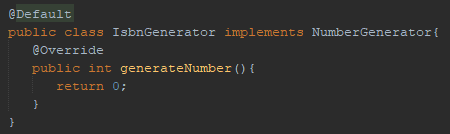 @Default
public class IsbnGenerator implements NumberGenerator{
    @Override
    public int generateNumber(){
        return 0;
    }
}